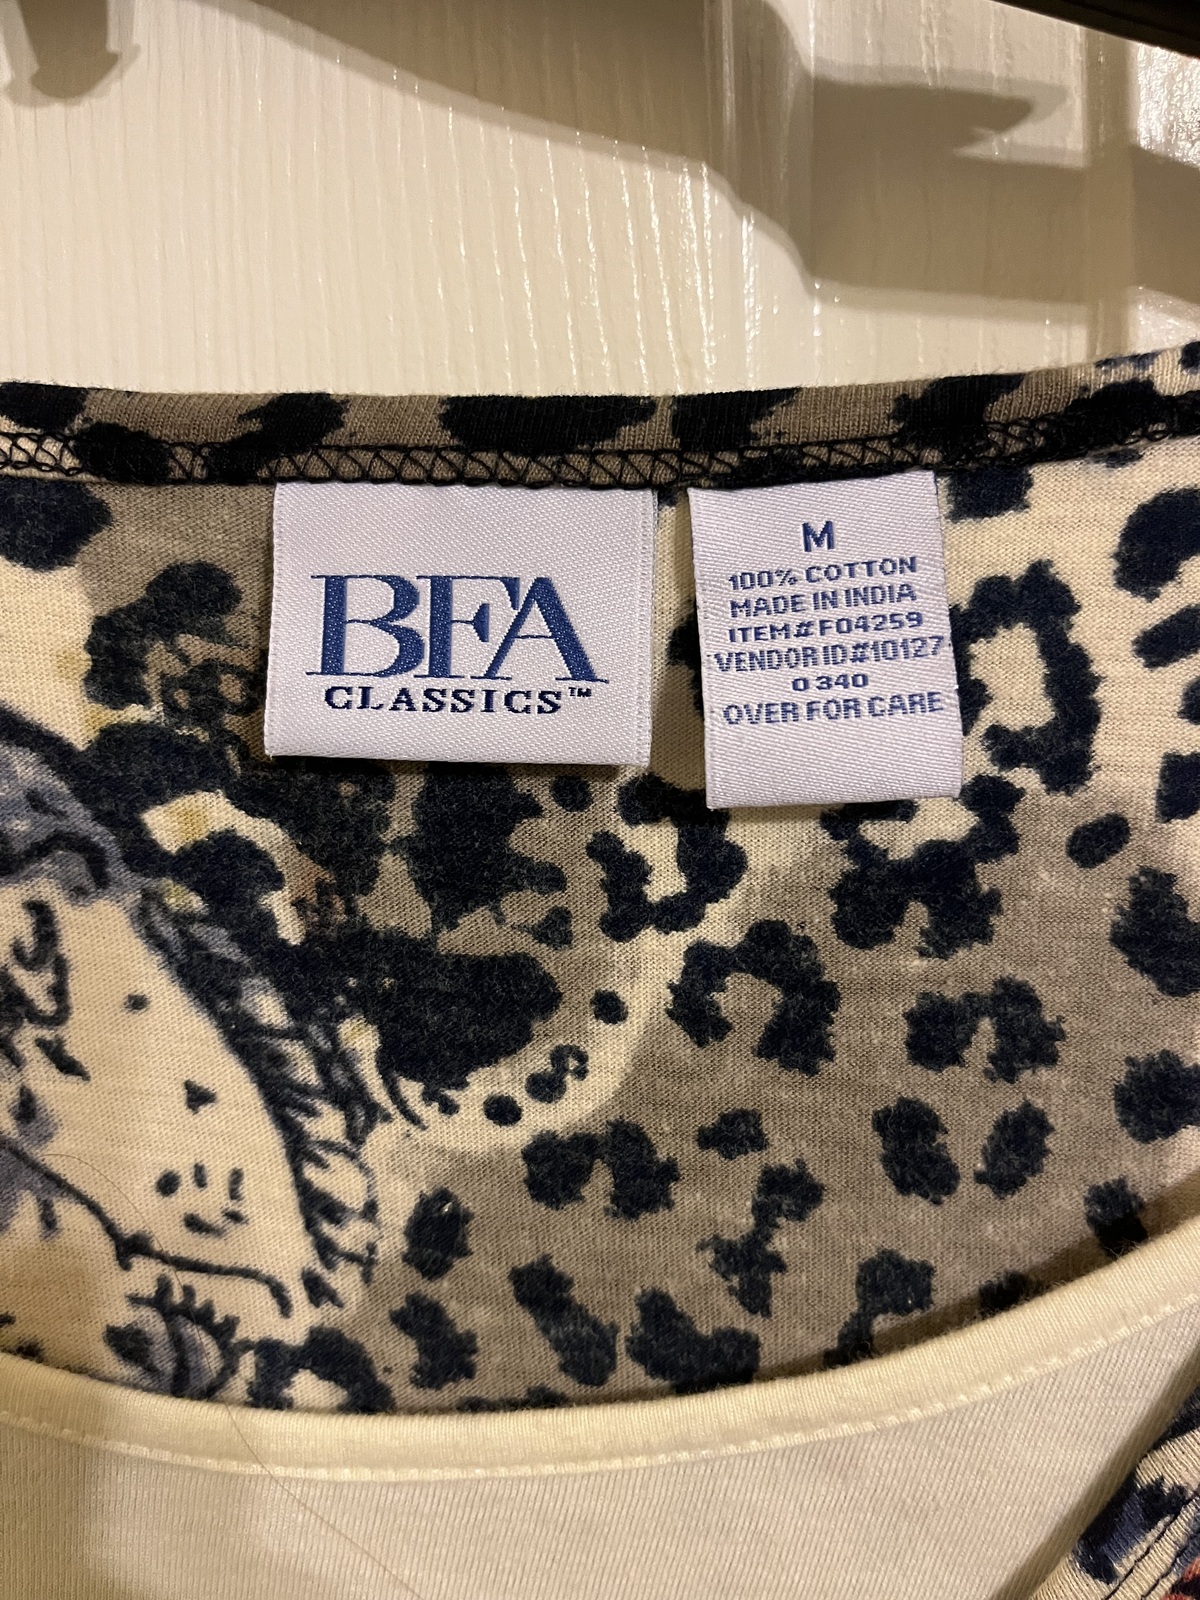 BFA
CLASSICS™
M
100% COTTON
MADE IN INDIA
ITEM# F04259
VENDOR ID#10127
0340
OVER FOR CARE